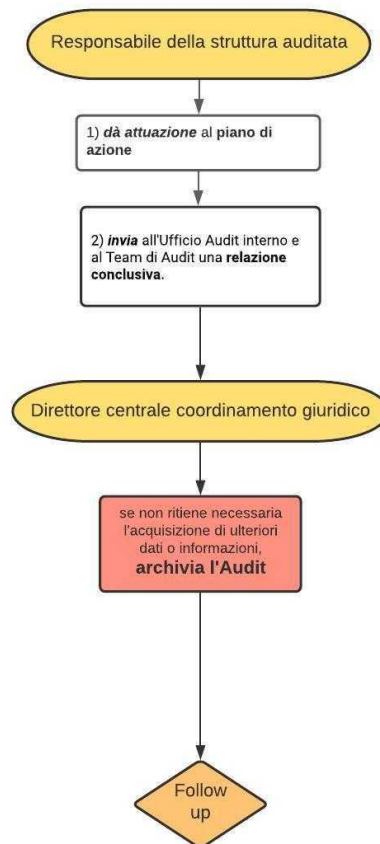 Responsabile della struttura auditata
1) dà attuazione al piano di
azione
2) invia all'Ufficio Audit interno e
al Team di Audit una relazione
conclusiva.
Direttore centrale coordinamento giuridico
se non ritiene necessaria
l'acquisizione di ulteriori
dati o informazioni,
archivia l'Audit
Follow
up